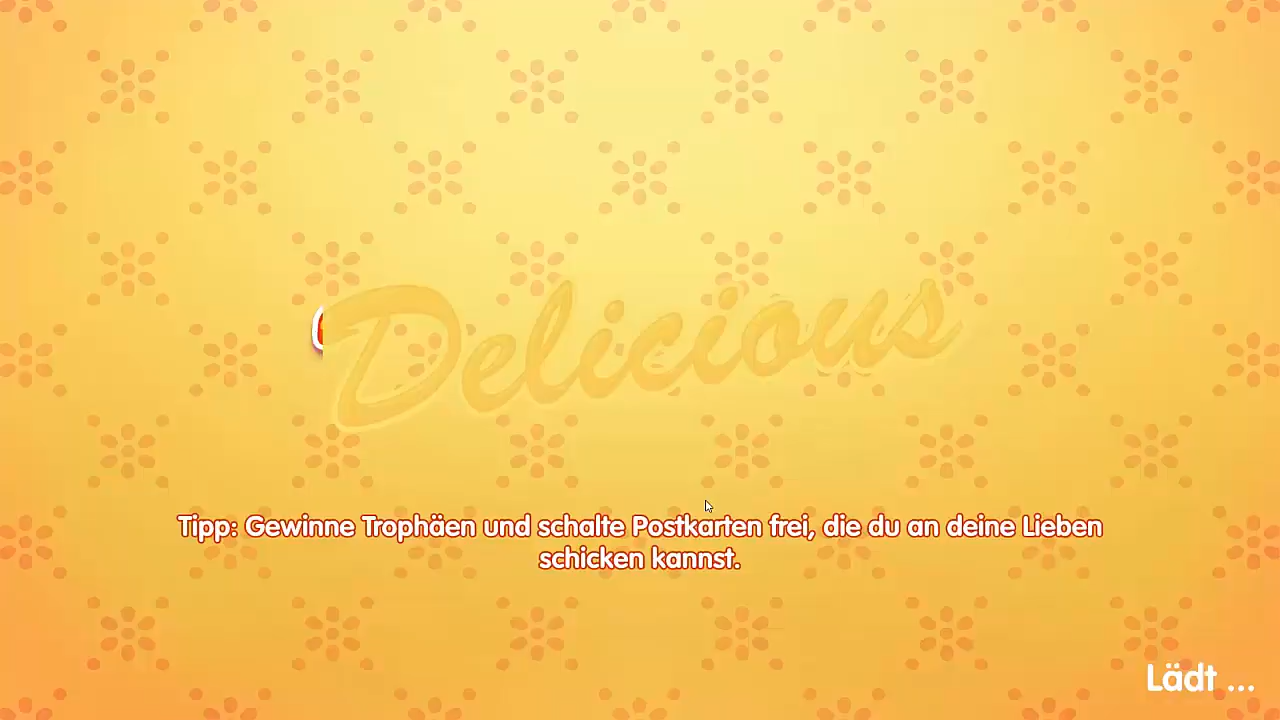 Delicious
Tipp: Gewinne Trophäen und schalte Postkarten frei, die du an deine Lieben
schicken kannst.
Lädt ...